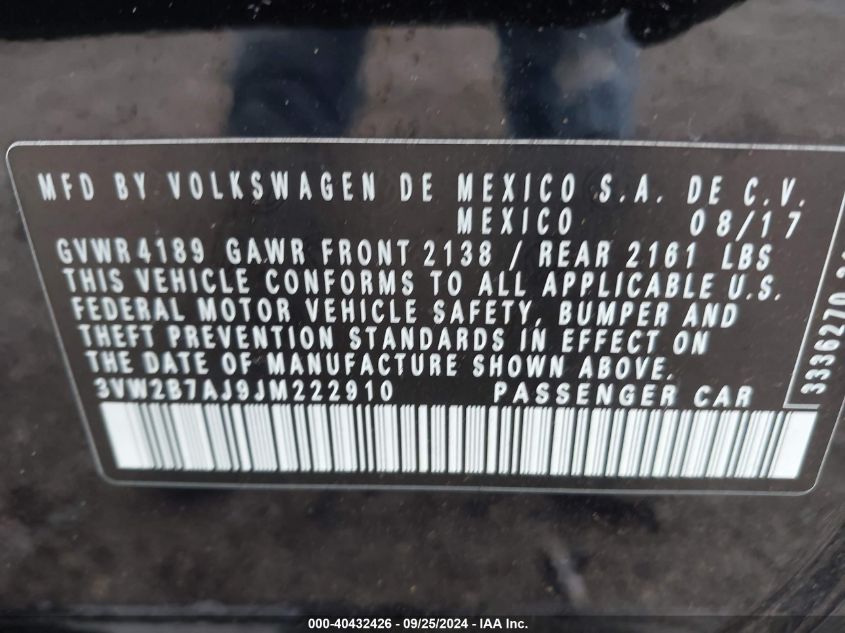 MFD BY VOLKSWAGEN DE MEXICO S.A. DE C.V.
MEXICO 08/17
GVWR4189 GAWR FRONT 2138 / REAR 2161 LBS
THIS VEHICLE CONFORMS TO ALL APPLICABLE U.S.
FEDERAL MOTOR VEHICLE SAFETY, BUMPER AND
THEFT PREVENTION STANDARDS IN EFFECT ON
THE DATE OF MANUFACTURE SHOWN ABOVE.
3VW2B7AJ9JM222910 PASSENGER CAR
3336270
000-40432426 - 09/25/2024 - IAA Inc.